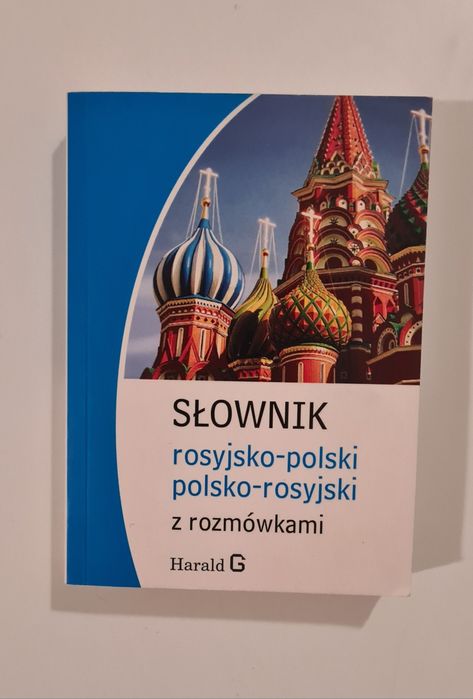 SŁOWNIK
rosyjsko-polski
polsko-rosyjski
z rozmówkami
Harald G